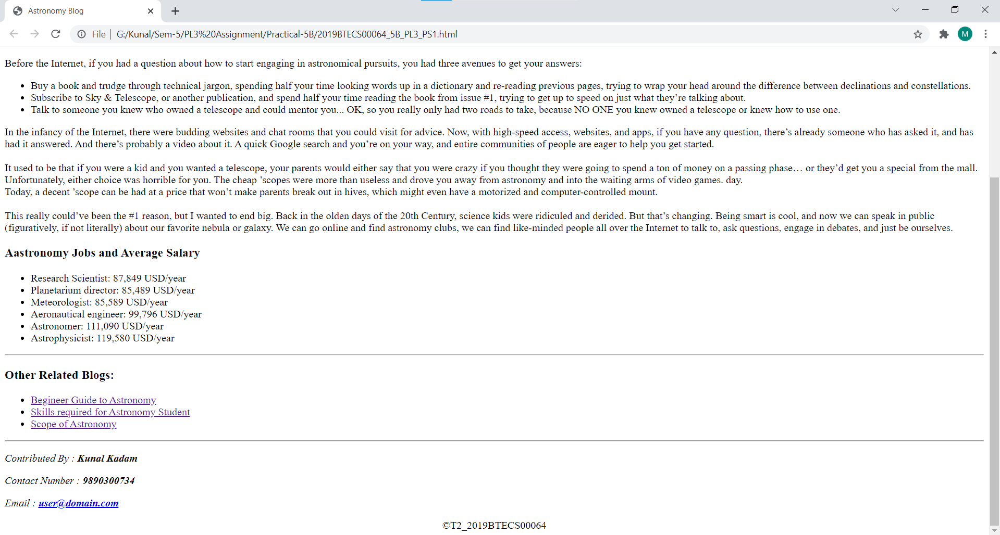 Astronomy Blog
File | G:/Kunal/Sem-5/PL3%20Assignment/Practical-5B/2019BTECS00064_5B_PL3_PS1.html
M
Before the Internet, if you had a question about how to start engaging in astronomical pursuits, you had three avenues to get your answers:
• Buy a book and trudge through technical jargon, spending half your time looking words up in a dictionary and re-reading previous pages, trying to wrap your head around the difference between declinations and constellations.
• Subscribe to Sky & Telescope, or another publication, and spend half your time reading the book from issue #1, trying to get up to speed on just what they’re talking about.
• Talk to someone you knew who owned a telescope and could mentor you... OK, so you really only had two roads to take, because NO ONE you knew owned a telescope or knew how to use one.
In the infancy of the Internet, there were budding websites and chat rooms that you could visit for advice. Now, with high-speed access, websites, and apps, if you have any question, there’s already someone who has asked it, and has
had it answered. And there’s probably a video about it. A quick Google search and you’re on your way, and entire communities of people are eager to help you get started.
It used to be that if you were a kid and you wanted a telescope, your parents would either say that you were crazy if you thought they were going to spend a ton of money on a passing phase… or they’d get you a special from the mall.
Unfortunately, either choice was horrible for you. The cheap ’scopes were more than useless and drove you away from astronomy and into the waiting arms of video games. day.
Today, a decent ’scope can be had at a price that won’t make parents break out in hives, which might even have a motorized and computer-controlled mount.
This really could’ve been the #1 reason, but I wanted to end big. Back in the olden days of the 20th Century, science kids were ridiculed and derided. But that’s changing. Being smart is cool, and now we can speak in public
(figuratively, if not literally) about our favorite nebula or galaxy. We can go online and find astronomy clubs, we can find like-minded people all over the Internet to talk to, ask questions, engage in debates, and just be ourselves.
Aastronomy Jobs and Average Salary
• Research Scientist: 87,849 USD/year
• Planetarium director: 85,489 USD/year
• Meteorologist: 85,589 USD/year
• Aeronautical engineer: 99,796 USD/year
• Astronomer: 111,090 USD/year
• Astrophysicist: 119,580 USD/year
Other Related Blogs:
• Begineer Guide to Astronomy
• Skills required for Astronomy Student
• Scope of Astronomy
Contributed By : Kunal Kadam
Contact Number : 9890300734
Email : user@domain.com
©T2_2019BTECS00064